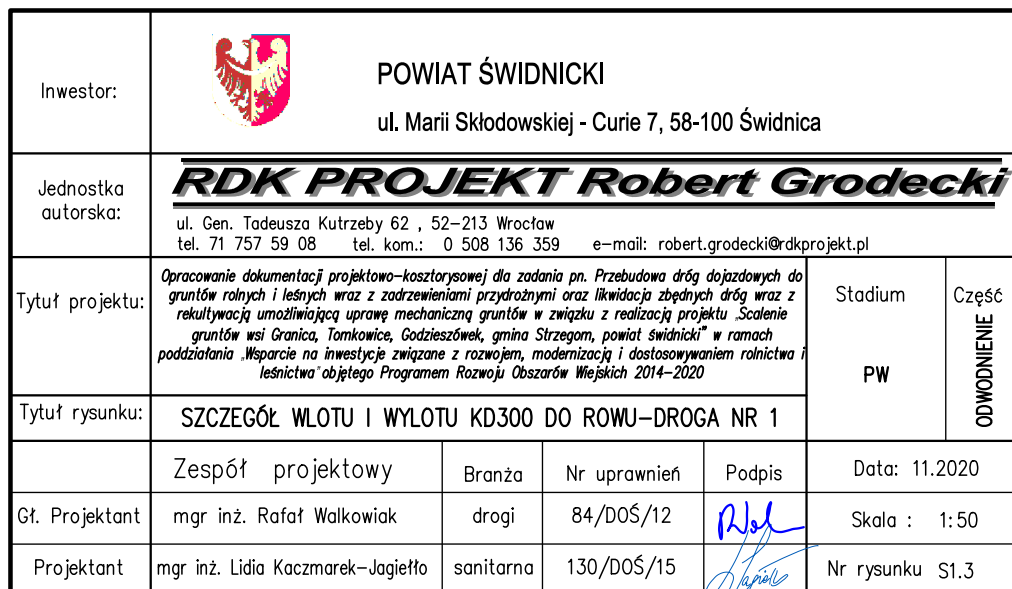 Inwestor:
POWIAT ŚWIDNICKI
ul. Marii Skłodowskiej - Curie 7, 58-100 Świdnica
Jednostka
autorska:
RDK PROJEKT Robert Grodecki
ul. Gen. Tadeusza Kutrzeby 62 , 52-213 Wrocław
tel. 71 757 59 08 tel. kom.: 0 508 136 359 e-mail: robert.grodecki@rdkprojekt.pl
Tytuł projektu:
Opracowanie dokumentacji projektowo-kosztorysowej dla zadania pn. Przebudowa dróg dojazdowych do
gruntów rolnych i leśnych wraz z zadrzewieniami przydrożnymi oraz likwidacja zbędnych dróg wraz z
rekultywacją umożliwiającą uprawę mechaniczną gruntów w związku z realizacją projektu „Scalenie
gruntów wsi Granica, Tomkowice, Godzieszówek, gmina Strzegom, powiat świdnicki" w ramach
poddziałania „Wsparcie na inwestycje związane z rozwojem, modernizacją i dostosowywaniem rolnictwa i
leśnictwa" objętego Programem Rozwoju Obszarów Wiejskich 2014-2020
Stadium
PW
Część
ODWODNIENIE
Tytuł rysunku:
SZCZEGÓŁ WLOTU I WYLOTU KD300 DO ROWU-DROGA NR 1
Zespół projektowy
Branża
Nr uprawnień
Podpis
Data: 11.2020
Gł. Projektant
mgr inż. Rafał Walkowiak
drogi
84/DOŚ/12
Skala : 1:50
Projektant
mgr inż. Lidia Kaczmarek-Jagiełło
sanitarna
130/DOŚ/15
Nr rysunku S1.3